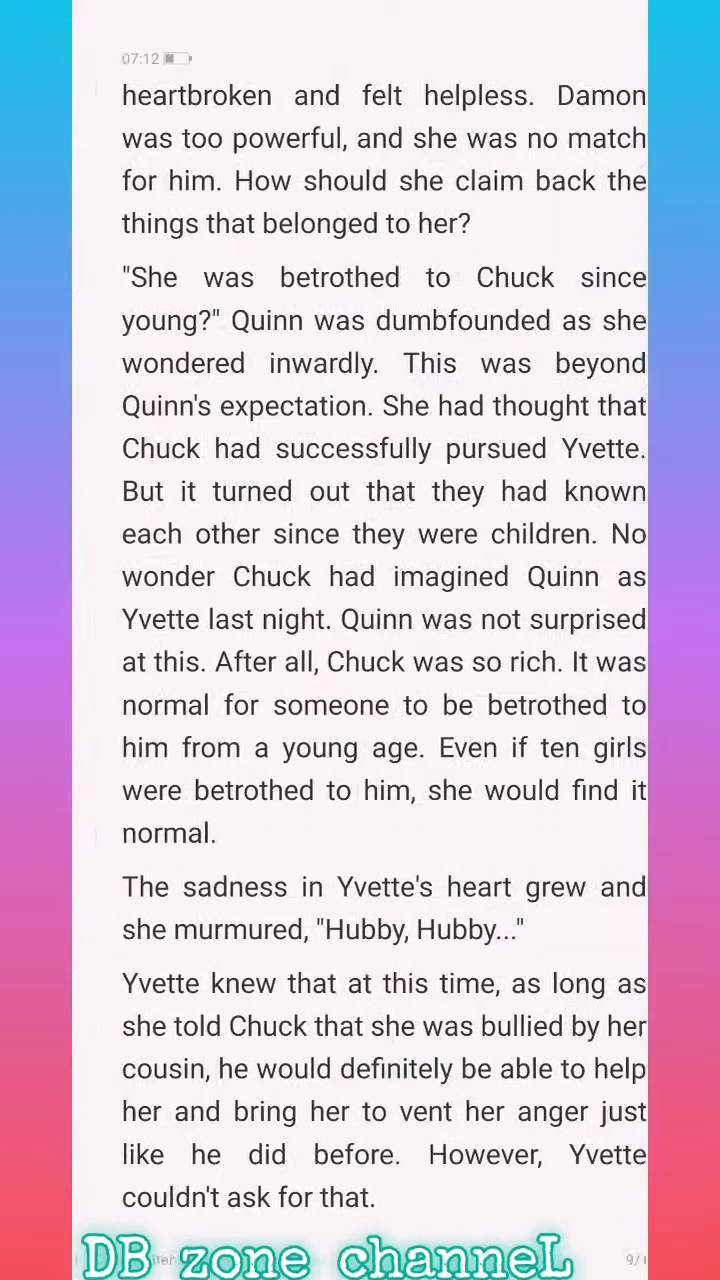 07:12
heartbroken and felt helpless. Damon
was too powerful, and she was no match
for him. How should she claim back the
things that belonged to her?
"She was betrothed to Chuck since
young?" Quinn was dumbfounded as she
wondered inwardly. This was beyond
Quinn's expectation. She had thought that
Chuck had successfully pursued Yvette.
But it turned out that they had known
each other since they were children. No
wonder Chuck had imagined Quinn as
Yvette last night. Quinn was not surprised
at this. After all, Chuck was so rich. It was
normal for someone to be betrothed to
him from a young age. Even if ten girls
were betrothed to him, she would find it
normal.
The sadness in Yvette's heart grew and
she murmured, "Hubby, Hubby..."
Yvette knew that at this time, as long as
she told Chuck that she was bullied by her
cousin, he would definitely be able to help
her and bring her to vent her anger just
like he did before. However, Yvette
couldn't ask for that.
DB zone channeL
9/